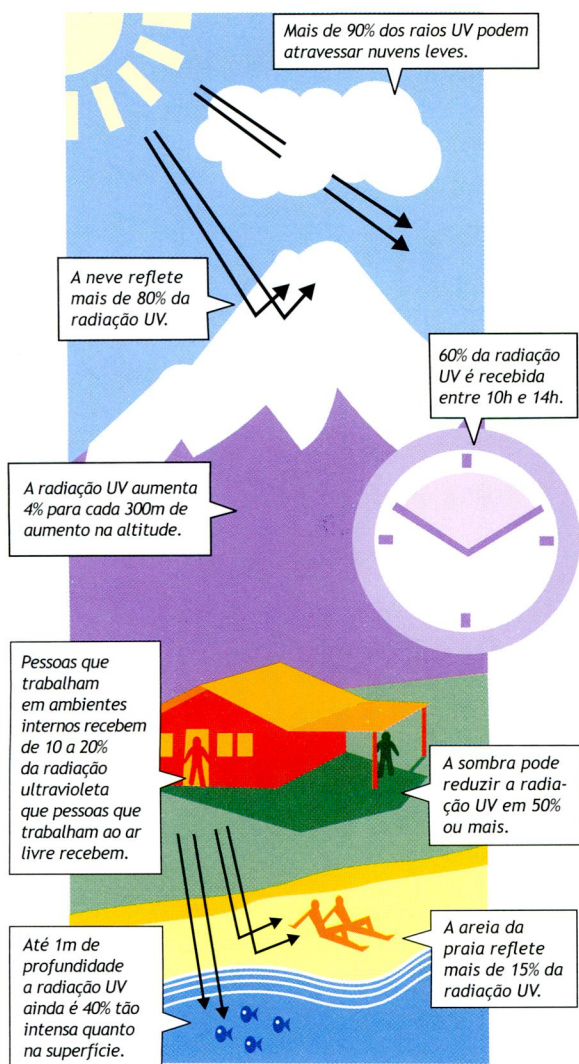 Mais de 90% dos raios UV podem
atravessar nuvens leves.
A neve reflete
mais de 80% da
radiação UV.
60% da radiação
UV é recebida
entre 10h e 14h.
A radiação UV aumenta
4% para cada 300m de
aumento na altitude.
Pessoas que
trabalham
em ambientes
internos recebem
de 10 a 20%
da radiação
ultravioleta
que pessoas que
trabalham ao ar
livre recebem.
A sombra pode
reduzir a radia-
ção UV em 50%
ou mais.
A areia da
praia reflete
mais de 15% da
radiação UV.
Até 1m de
profundidade
a radiação UV
ainda é 40% tão
intensa quanto
na superfície.